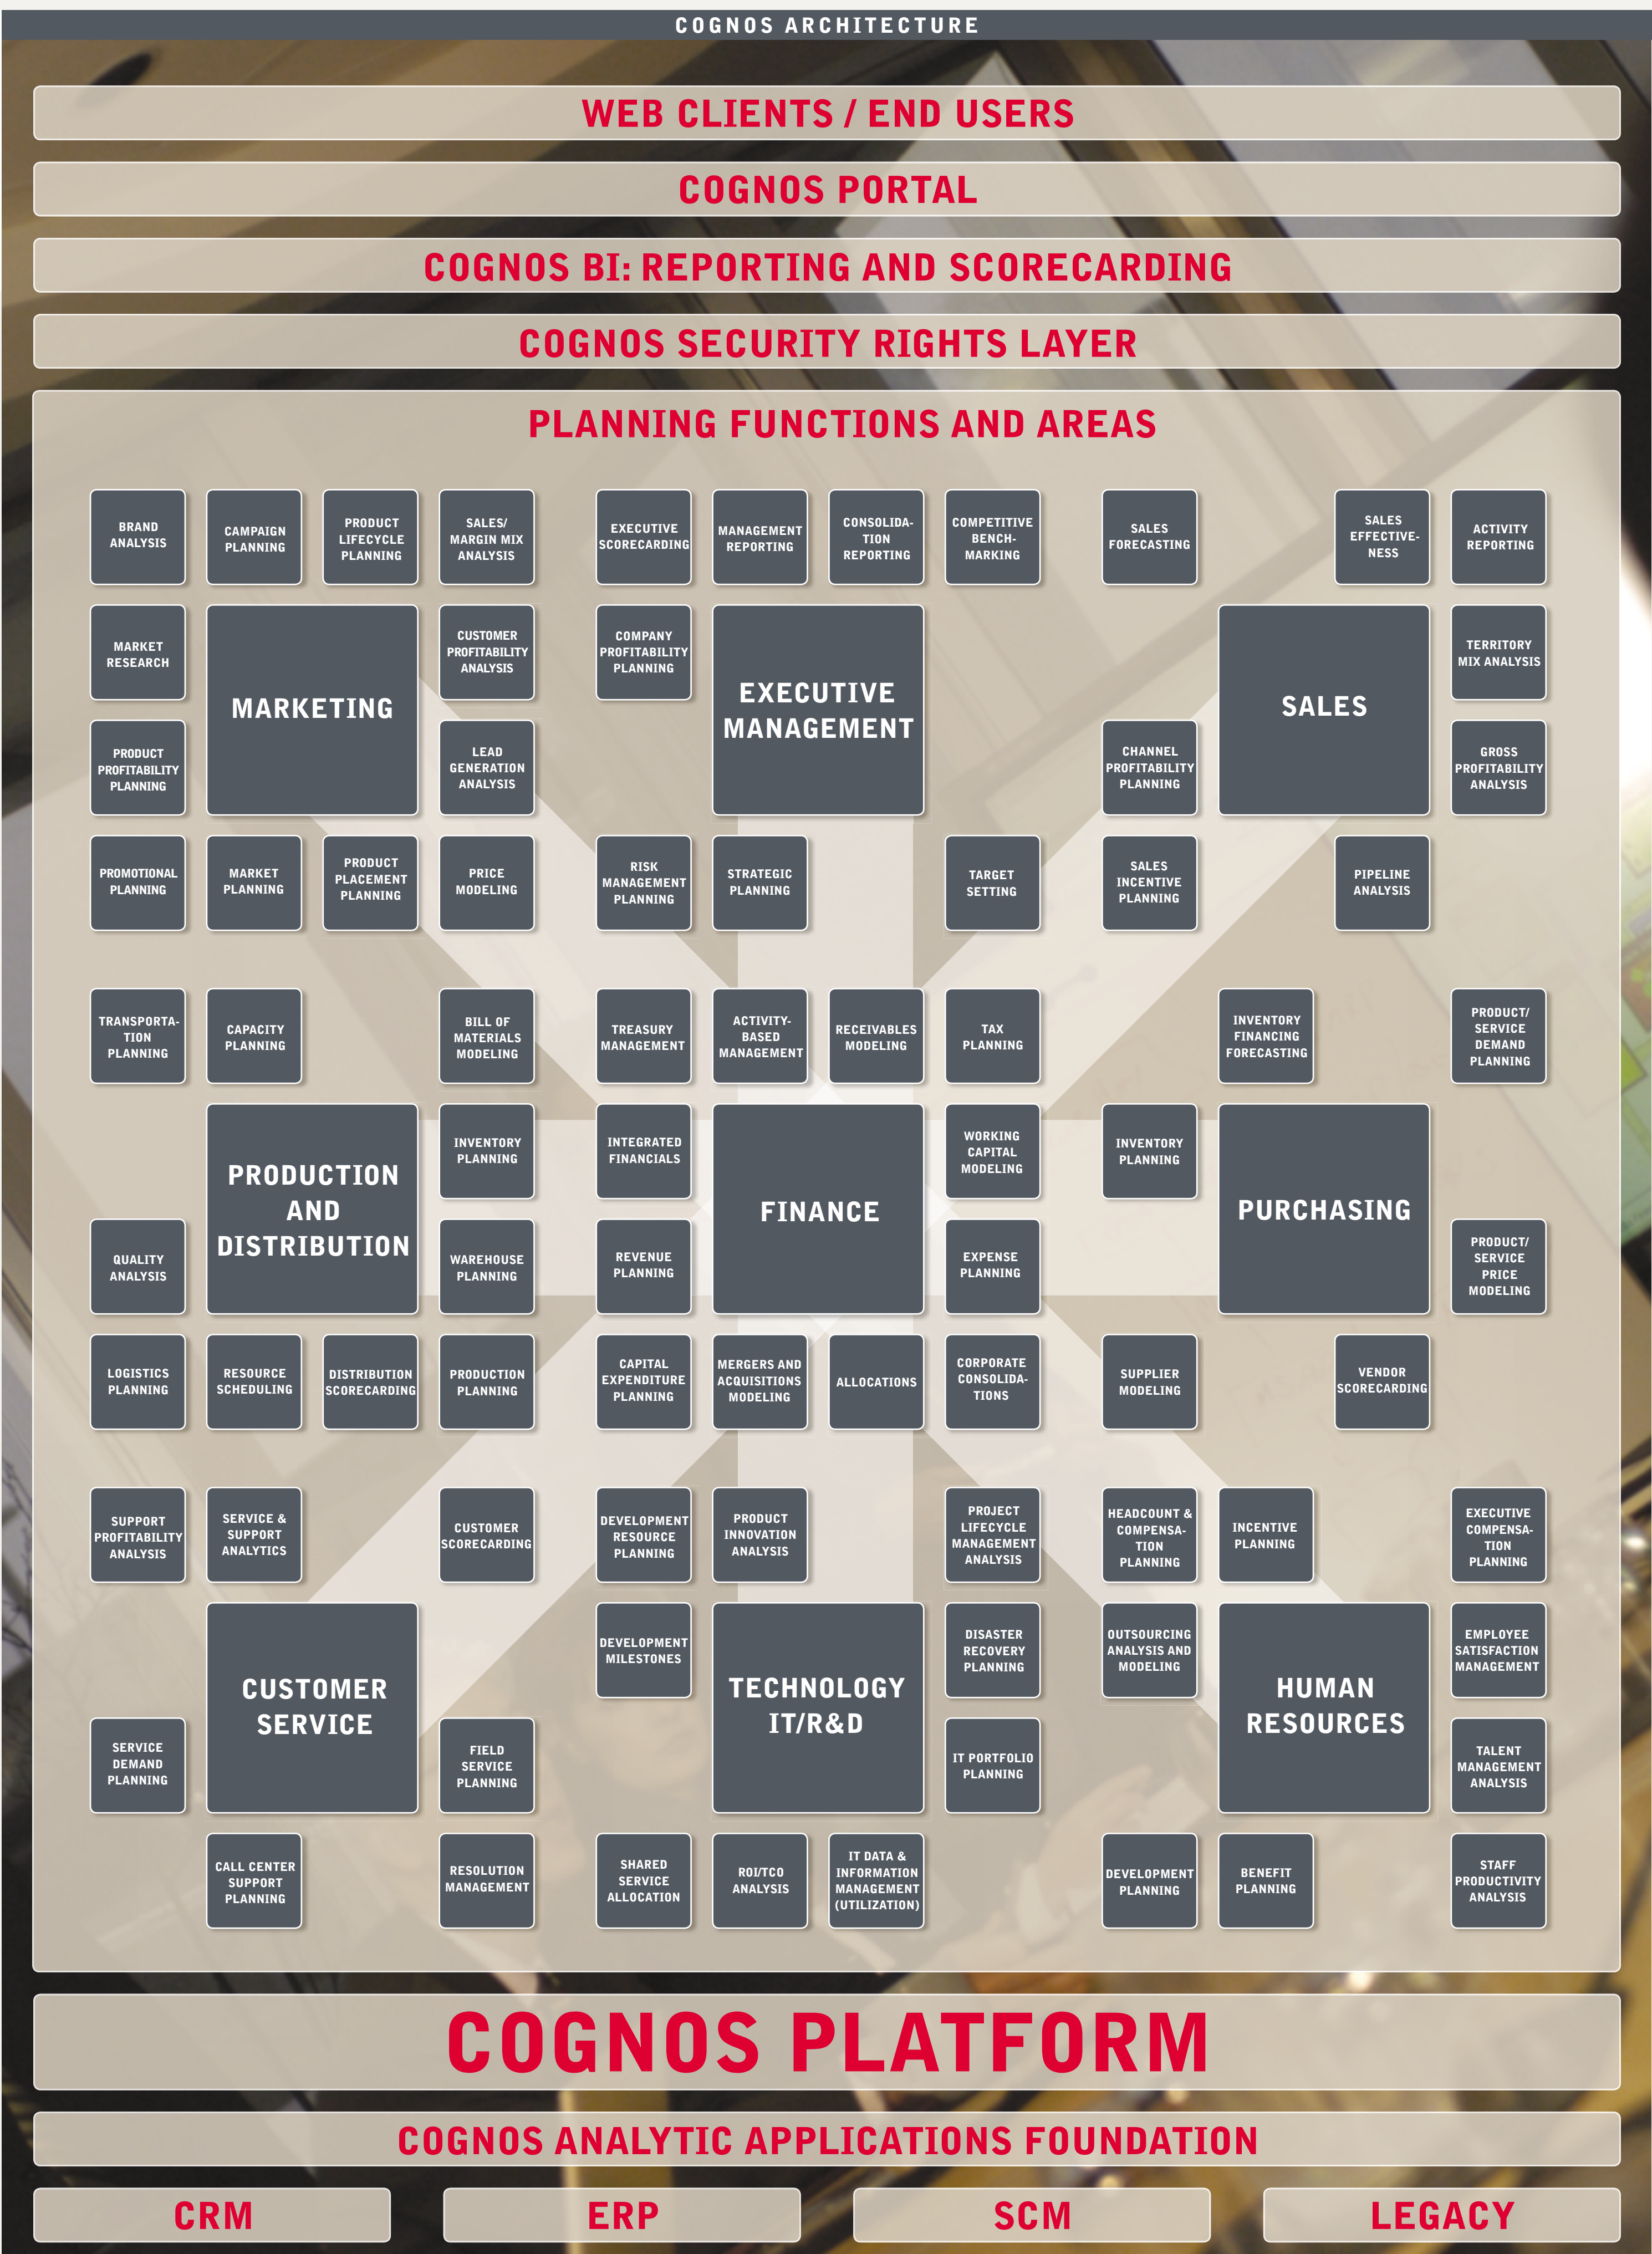 COGNOS ARCHITECTURE
WEB CLIENTS / END USERS
COGNOS PORTAL
COGNOS BI: REPORTING AND SCORECARDING
COGNOS SECURITY RIGHTS LAYER
PLANNING FUNCTIONS AND AREAS
BRAND
ANALYSIS
CAMPAIGN
PLANNING
PRODUCT
LIFECYCLE
PLANNING
SALES/
MARGIN MIX
ANALYSIS
MARKET
RESEARCH
MARKETING
CUSTOMER
PROFITABILITY
ANALYSIS
PRODUCT
PROFITABILITY
PLANNING
LEAD
GENERATION
ANALYSIS
PROMOTIONAL
PLANNING
MARKET
PLANNING
PRODUCT
PLACEMENT
PLANNING
PRICE
MODELING
EXECUTIVE
SCORECARDING
MANAGEMENT
REPORTING
CONSOLIDA-
TION
REPORTING
COMPETITIVE
BENCH-
MARKING
COMPANY
PROFITABILITY
PLANNING
EXECUTIVE
MANAGEMENT
RISK
MANAGEMENT
PLANNING
STRATEGIC
PLANNING
TARGET
SETTING
SALES
FORECASTING
SALES
EFFECTIVE-
NESS
ACTIVITY
REPORTING
SALES
TERRITORY
MIX ANALYSIS
CHANNEL
PROFITABILITY
PLANNING
GROSS
PROFITABILITY
ANALYSIS
SALES
INCENTIVE
PLANNING
PIPELINE
ANALYSIS
TRANSPORTA-
TION
PLANNING
CAPACITY
PLANNING
BILL OF
MATERIALS
MODELING
PRODUCTION
AND
DISTRIBUTION
INVENTORY
PLANNING
QUALITY
ANALYSIS
WAREHOUSE
PLANNING
LOGISTICS
PLANNING
RESOURCE
SCHEDULING
DISTRIBUTION
SCORECARDING
PRODUCTION
PLANNING
TREASURY
MANAGEMENT
ACTIVITY-
BASED
MANAGEMENT
RECEIVABLES
MODELING
TAX
PLANNING
INTEGRATED
FINANCIALS
FINANCE
WORKING
CAPITAL
MODELING
REVENUE
PLANNING
EXPENSE
PLANNING
CAPITAL
EXPENDITURE
PLANNING
MERGERS AND
ACQUISITIONS
MODELING
ALLOCATIONS
CORPORATE
CONSOLIDA-
TIONS
INVENTORY
FINANCING
FORECASTING
PRODUCT/
SERVICE
DEMAND
PLANNING
INVENTORY
PLANNING
PURCHASING
PRODUCT/
SERVICE
PRICE
MODELING
SUPPLIER
MODELING
VENDOR
SCORECARDING
SUPPORT
PROFITABILITY
ANALYSIS
SERVICE &
SUPPORT
ANALYTICS
CUSTOMER
SCORECARDING
CUSTOMER
SERVICE
SERVICE
DEMAND
PLANNING
FIELD
SERVICE
PLANNING
CALL CENTER
SUPPORT
PLANNING
RESOLUTION
MANAGEMENT
DEVELOPMENT
RESOURCE
PLANNING
PRODUCT
INNOVATION
ANALYSIS
PROJECT
LIFECYCLE
MANAGEMENT
ANALYSIS
DEVELOPMENT
MILESTONES
TECHNOLOGY
IT/R&D
DISASTER
RECOVERY
PLANNING
IT PORTFOLIO
PLANNING
SHARED
SERVICE
ALLOCATION
ROI/TCO
ANALYSIS
IT DATA &
INFORMATION
MANAGEMENT
(UTILIZATION)
HEADCOUNT &
COMPENSA-
TION
PLANNING
INCENTIVE
PLANNING
EXECUTIVE
COMPENSA-
TION
PLANNING
OUTSOURCING
ANALYSIS AND
MODELING
HUMAN
RESOURCES
EMPLOYEE
SATISFACTION
MANAGEMENT
TALENT
MANAGEMENT
ANALYSIS
DEVELOPMENT
PLANNING
BENEFIT
PLANNING
STAFF
PRODUCTIVITY
ANALYSIS
COGNOS PLATFORM
COGNOS ANALYTIC APPLICATIONS FOUNDATION
CRM
ERP
SCM
LEGACY